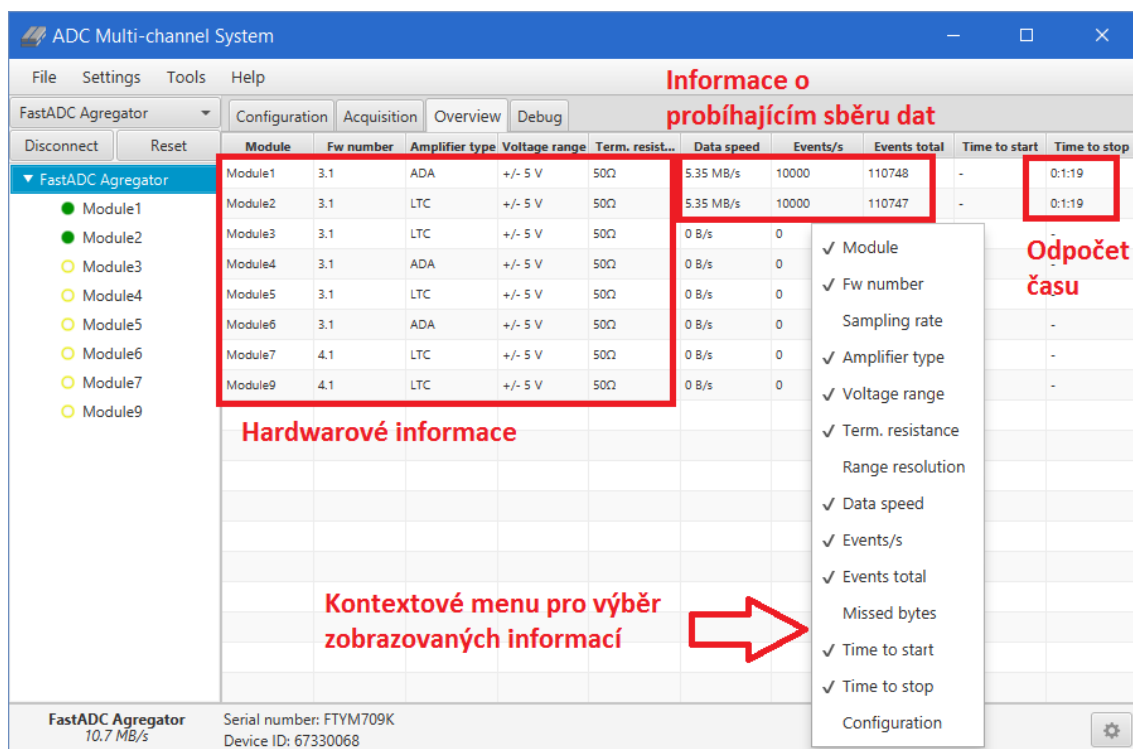 ADC Multi-channel System
File Settings Tools Help
Informace o
probíhajícím sběru dat
FastADC Agregator
Configuration Acquisition Overview Debug
Disconnect Reset
Module Fw number Amplifier type Voltage range Term. resist... Data speed Events/s Events total Time to start Time to stop
FastADC Agregator
Module1
Module2
Module3
Module4
Module5
Module6
Module7
Module9
Module1 3.1 ADA +/- 5 V 50Ω 5.35 MB/s 10000 110748 - 0:1:19
Module2 3.1 LTC +/- 5 V 50Ω 5.35 MB/s 10000 110747 - 0:1:19
Module3 3.1 LTC +/- 5 V 50Ω 0 B/s 0 -
Module4 3.1 ADA +/- 5 V 50Ω 0 B/s 0 -
Module5 3.1 LTC +/- 5 V 50Ω 0 B/s 0 -
Module6 3.1 ADA +/- 5 V 50Ω 0 B/s 0 -
Module7 4.1 LTC +/- 5 V 50Ω 0 B/s 0 -
Module9 4.1 LTC +/- 5 V 50Ω 0 B/s 0 -
Odpočet
času
Hardwarové informace
✓ Module
✓ Fw number
Sampling rate
✓ Amplifier type
✓ Voltage range
✓ Term. resistance
Range resolution
✓ Data speed
✓ Events/s
✓ Events total
Missed bytes
✓ Time to start
✓ Time to stop
Configuration
Kontextové menu pro výběr
zobrazovaných informací
FastADC Agregator
10.7 MB/s
Serial number: FTYM709K
Device ID: 67330068